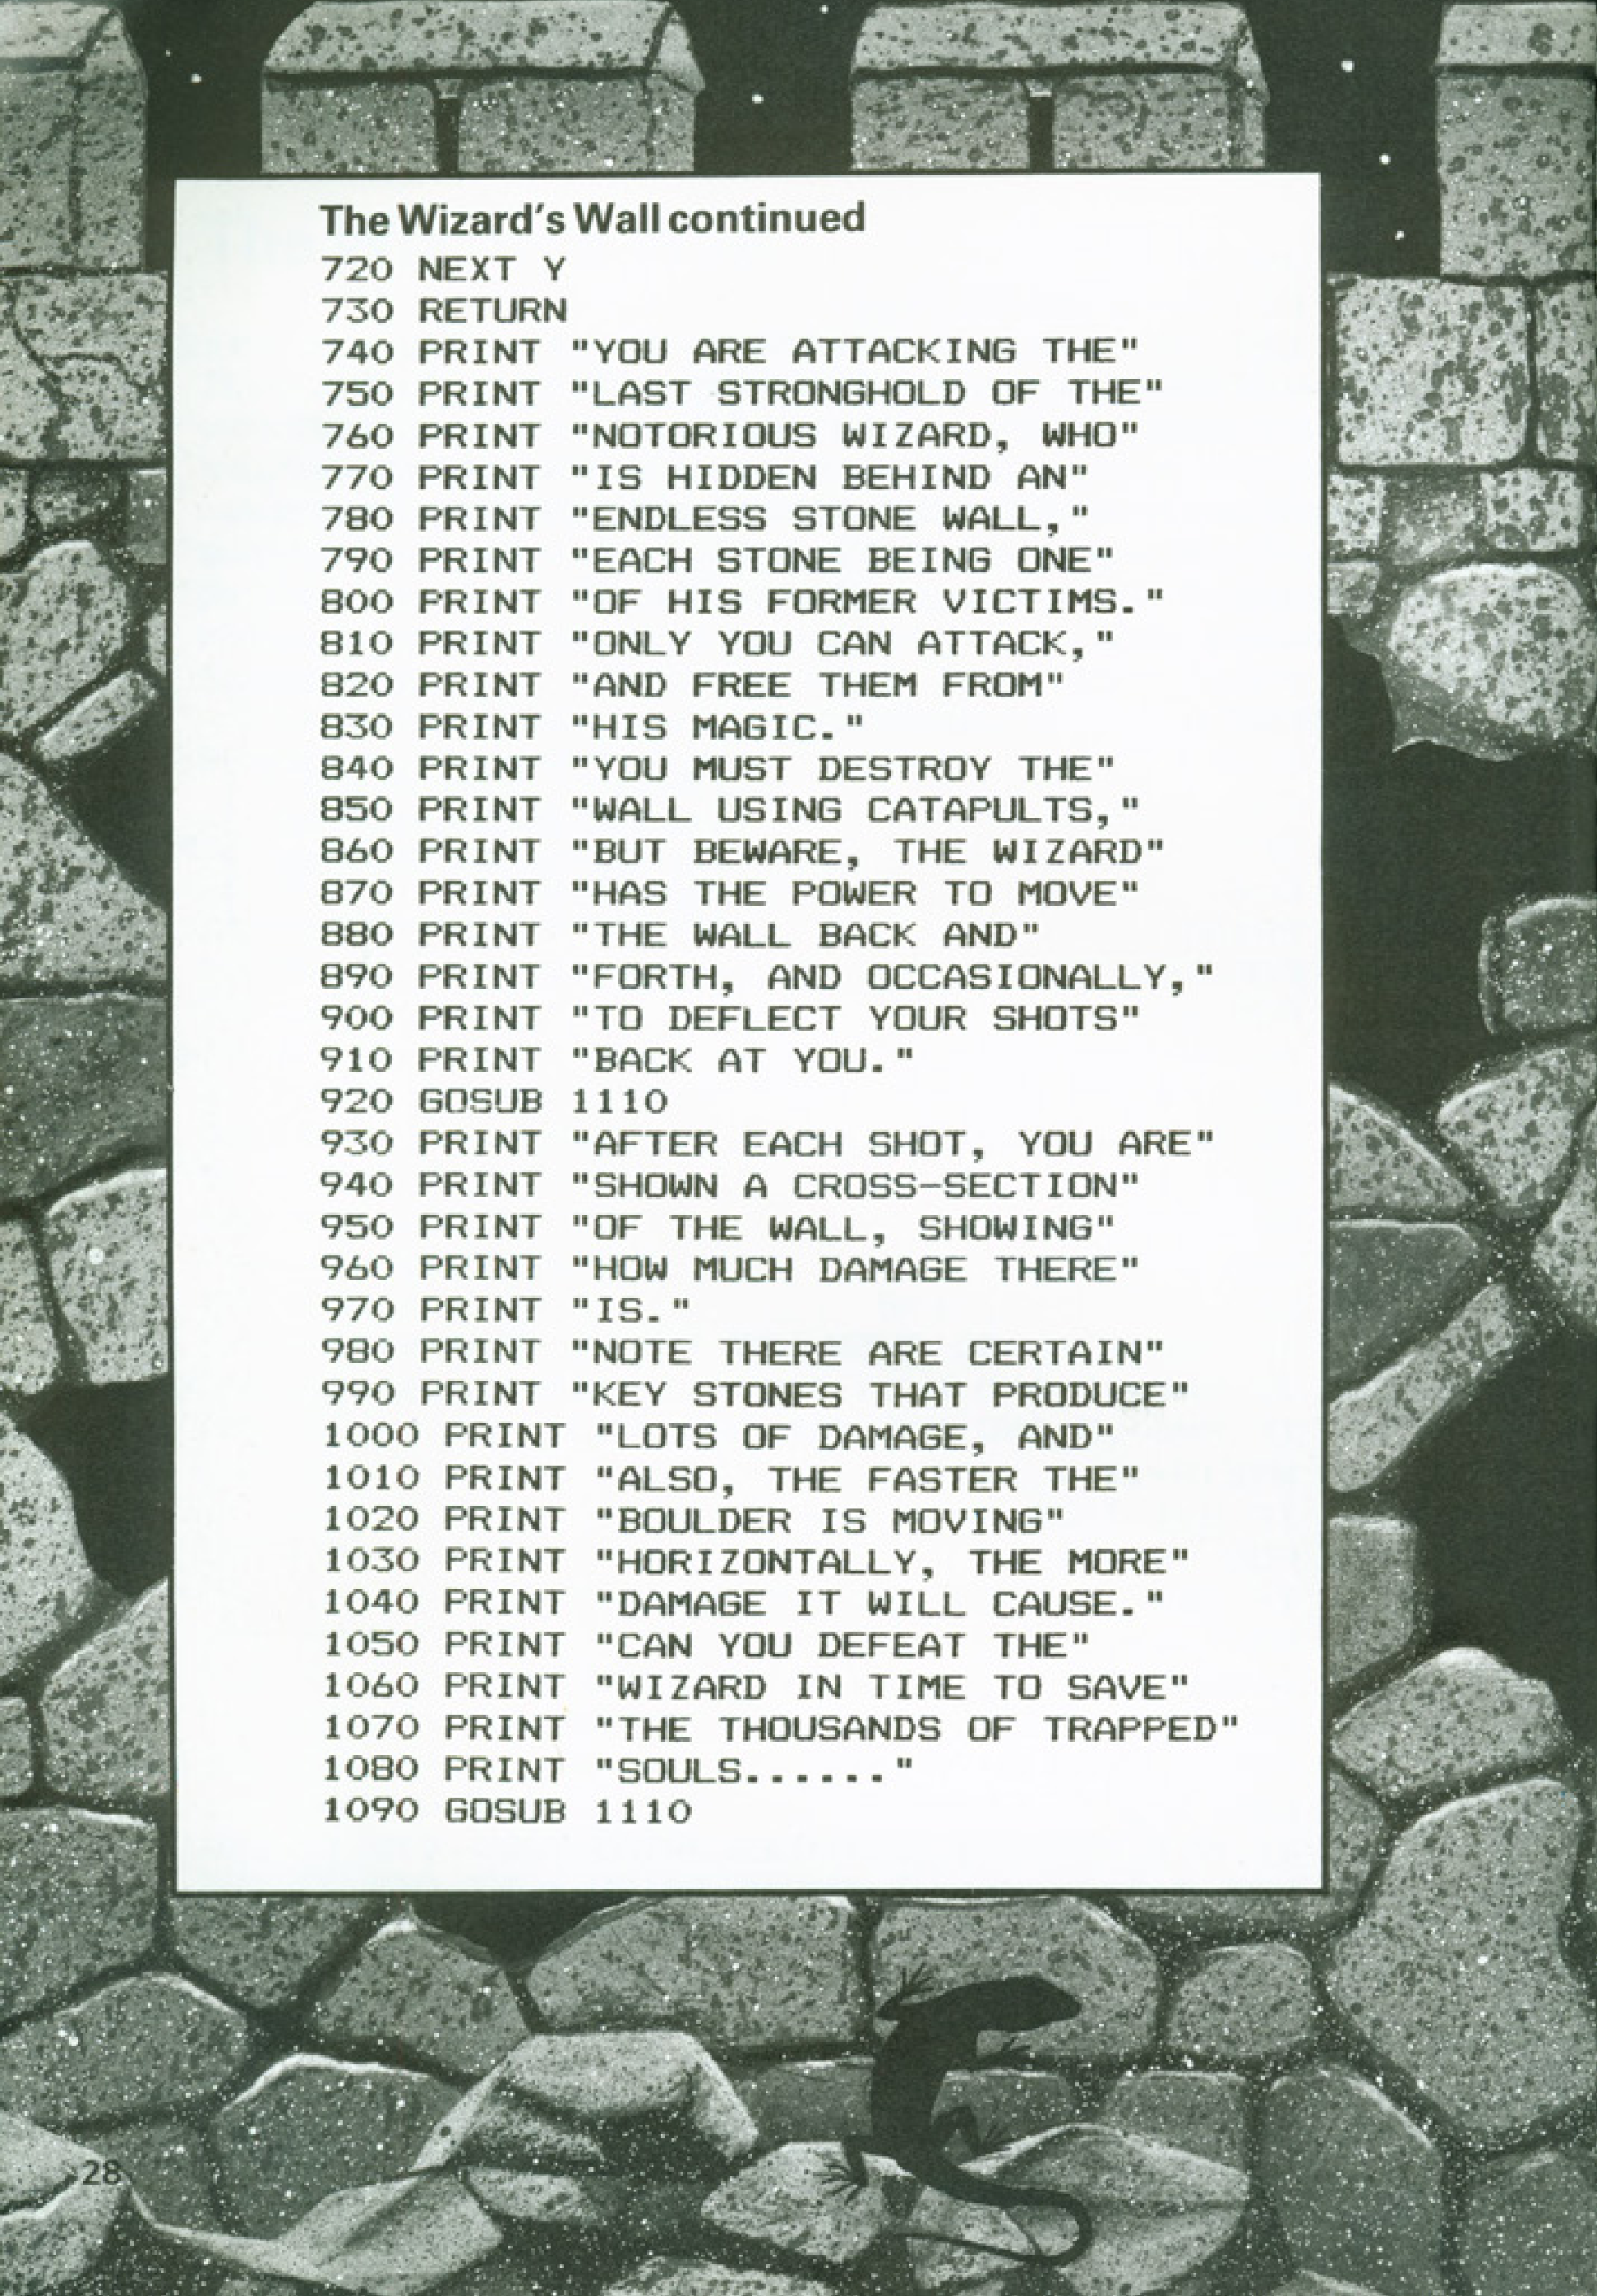 The Wizard's Wall continued
720 NEXT Y
730 RETURN
740 PRINT "YOU ARE ATTACKING THE"
750 PRINT "LAST STRONGHOLD OF THE"
760 PRINT "NOTORIOUS WIZARD, WHO"
770 PRINT "IS HIDDEN BEHIND AN"
780 PRINT "ENDLESS STONE WALL,"
790 PRINT "EACH STONE BEING ONE"
800 PRINT "OF HIS FORMER VICTIMS."
810 PRINT "ONLY YOU CAN ATTACK,"
820 PRINT "AND FREE THEM FROM"
830 PRINT "HIS MAGIC."
840 PRINT "YOU MUST DESTROY THE"
850 PRINT "WALL USING CATAPULTS,"
860 PRINT "BUT BEWARE, THE WIZARD"
870 PRINT "HAS THE POWER TO MOVE"
880 PRINT "THE WALL BACK AND"
890 PRINT "FORTH, AND OCCASIONALLY,"
900 PRINT "TO DEFLECT YOUR SHOTS"
910 PRINT "BACK AT YOU."
920 GOSUB 1110
930 PRINT "AFTER EACH SHOT, YOU ARE"
940 PRINT "SHOWN A CROSS-SECTION"
950 PRINT "OF THE WALL, SHOWING"
960 PRINT "HOW MUCH DAMAGE THERE"
970 PRINT "IS."
980 PRINT "NOTE THERE ARE CERTAIN"
990 PRINT "KEY STONES THAT PRODUCE"
1000 PRINT "LOTS OF DAMAGE, AND"
1010 PRINT "ALSO, THE FASTER THE"
1020 PRINT "BOULDER IS MOVING"
1030 PRINT "HORIZONTALLY, THE MORE"
1040 PRINT "DAMAGE IT WILL CAUSE."
1050 PRINT "CAN YOU DEFEAT THE"
1060 PRINT "WIZARD IN TIME TO SAVE"
1070 PRINT "THE THOUSANDS OF TRAPPED"
1080 PRINT "SOULS......"
1090 GOSUB 1110
28